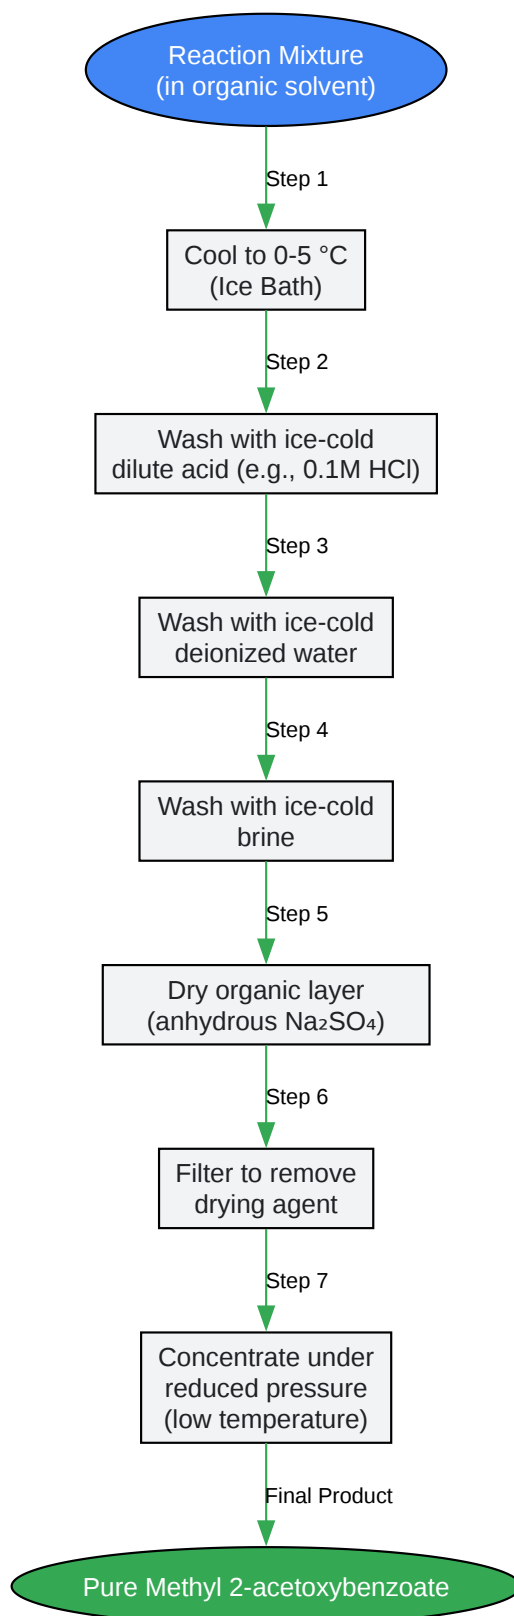 Reaction Mixture
(in organic solvent)
Step 1
Cool to 0-5 °C
(Ice Bath)
Step 2
Wash with ice-cold
dilute acid (e.g., 0.1M HCl)
Step 3
Wash with ice-cold
deionized water
Step 4
Wash with ice-cold
brine
Step 5
Dry organic layer
(anhydrous Na₂SO₄)
Step 6
Filter to remove
drying agent
Step 7
Concentrate under
reduced pressure
(low temperature)
Final Product
Pure Methyl 2-acetoxybenzoate